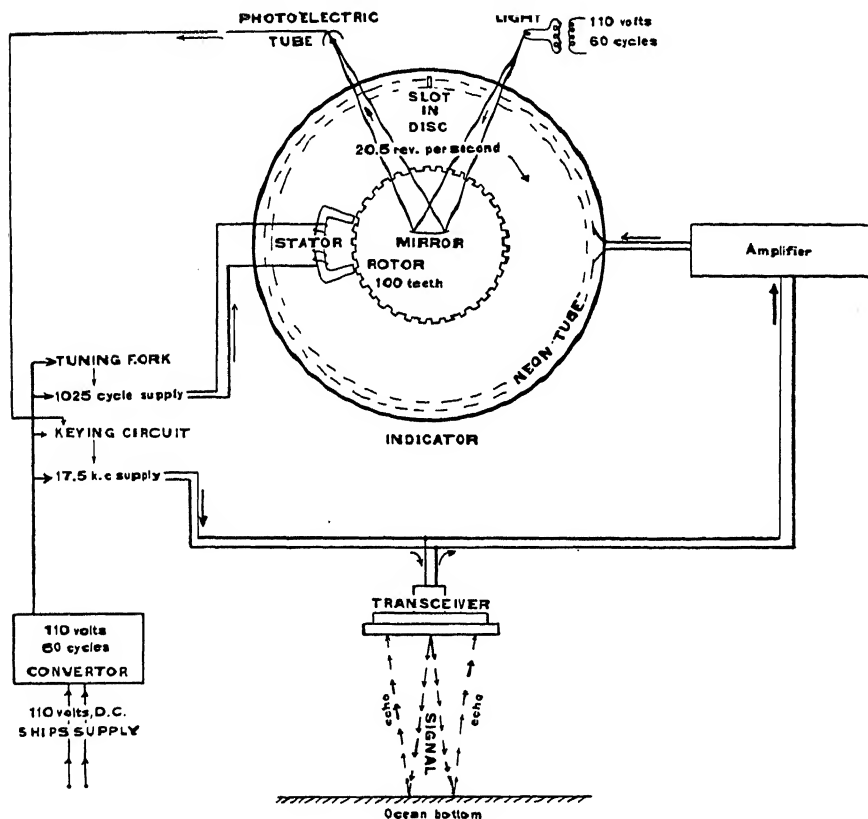 PHOTO ELECTRIC
TUBE
LIGHT
110 volts
60 cycles
SLOT
IN
DISC
20.5 rev. per second
STATOR
MIRROR
ROTOR
100 teeth
Amplifier
NEON TUBE
TUNING FORK
1025 cycle supply
KEYING CIRCUIT
17.5 k.c supply
INDICATOR
TRANSCEIVER
110 volts
60 cycles
CONVERTOR
110 volts, D.C.
SHIPS SUPPLY
echo
SIGNAL
echo
Ocean bottom